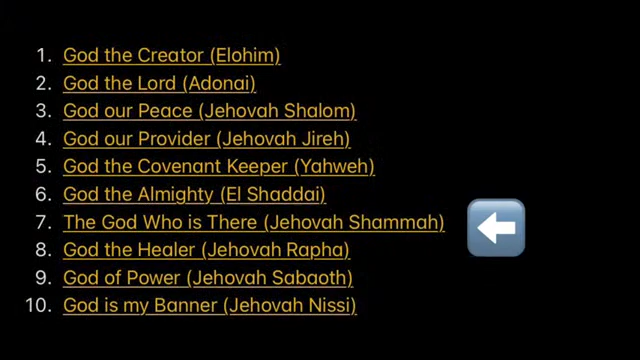 1. God the Creator (Elohim)
2. God the Lord (Adonai)
3. God our Peace (Jehovah Shalom)
4. God our Provider (Jehovah Jireh)
5. God the Covenant Keeper (Yahweh)
6. God the Almighty (El Shaddai)
7. The God Who is There (Jehovah Shammah)
8. God the Healer (Jehovah Rapha)
9. God of Power (Jehovah Sabaoth)
10. God is my Banner (Jehovah Nissi)